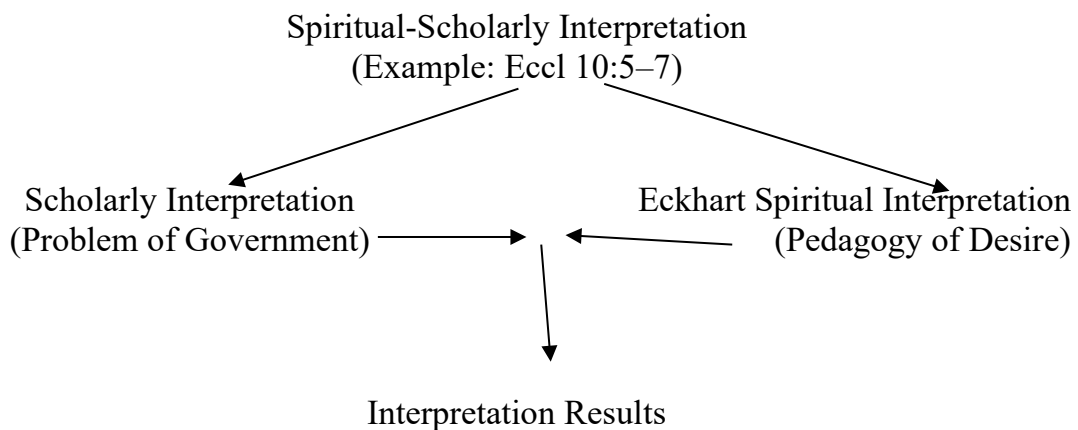 Spiritual-Scholarly Interpretation
(Example: Eccl 10:5–7)
Scholarly Interpretation
(Problem of Government)
Eckhart Spiritual Interpretation
(Pedagogy of Desire)
Interpretation Results